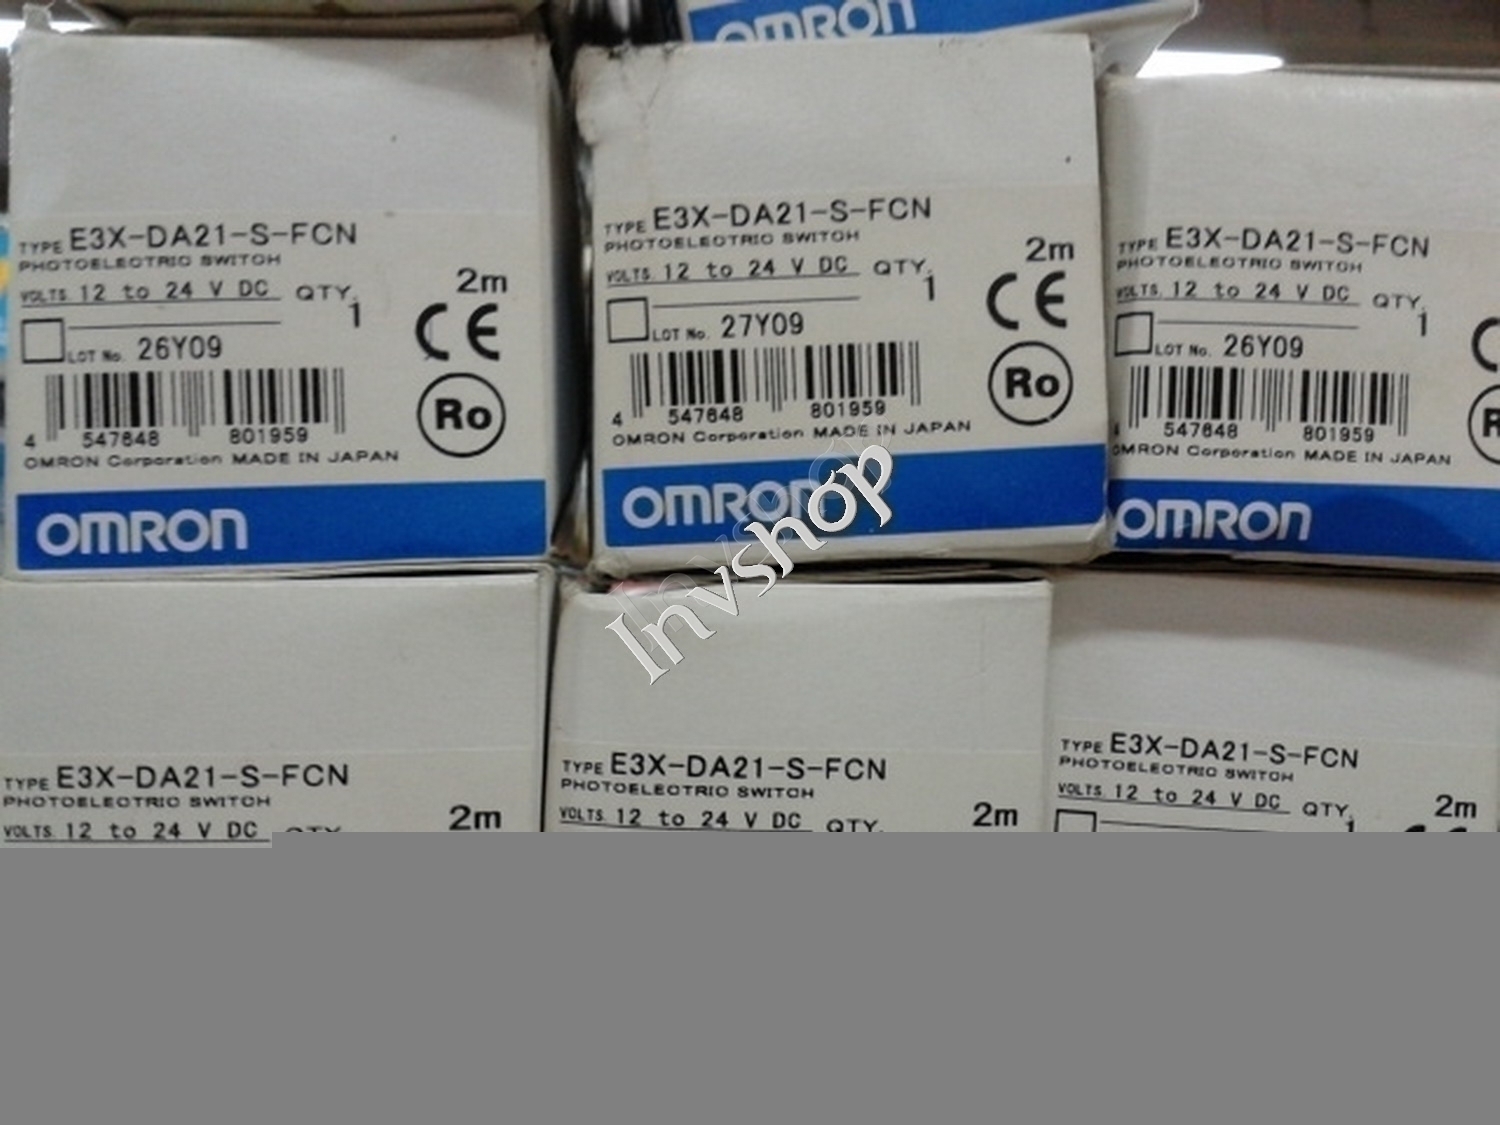 OMRON
TYPE E3X-DA21-S-FCN
PHOTOELECTRIC SWITCH
2m
VOLTS. 12 to 24 V DC QTY.
1
CE
LOT No. 26Y09
Ro
4 547648 801959
OMRON Corporation MADE IN JAPAN
OMRON
TYPE E3X-DA21-S-FCN
PHOTOELECTRIC SWITCH
2m
VOLTS. 12 to 24 V DC QTY.
1
CE
LOT No. 27Y09
Ro
4 547648 801959
OMRON Corporation MADE IN JAPAN
OMRON
TYPE E3X-DA21-S-FCN
PHOTOELECTRIC SWITCH
VOLTS. 12 to 24 V DC QTY.
1
LOT No. 26Y09
4 547648 801959
OMRON Corporation MADE IN JAPAN
OMRON
Invshop
TYPE E3X-DA21-S-FCN
PHOTOELECTRIC SWITCH
2m
VOLTS. 12 to 24 V DC QTY.
TYPE E3X-DA21-S-FCN
PHOTOELECTRIC SWITCH
2m
VOLTS. 12 to 24 V DC QTY.
TYPE E3X-DA21-S-FCN
PHOTOELECTRIC SWITCH
2m
VOLTS. 12 to 24 V DC QTY.
1